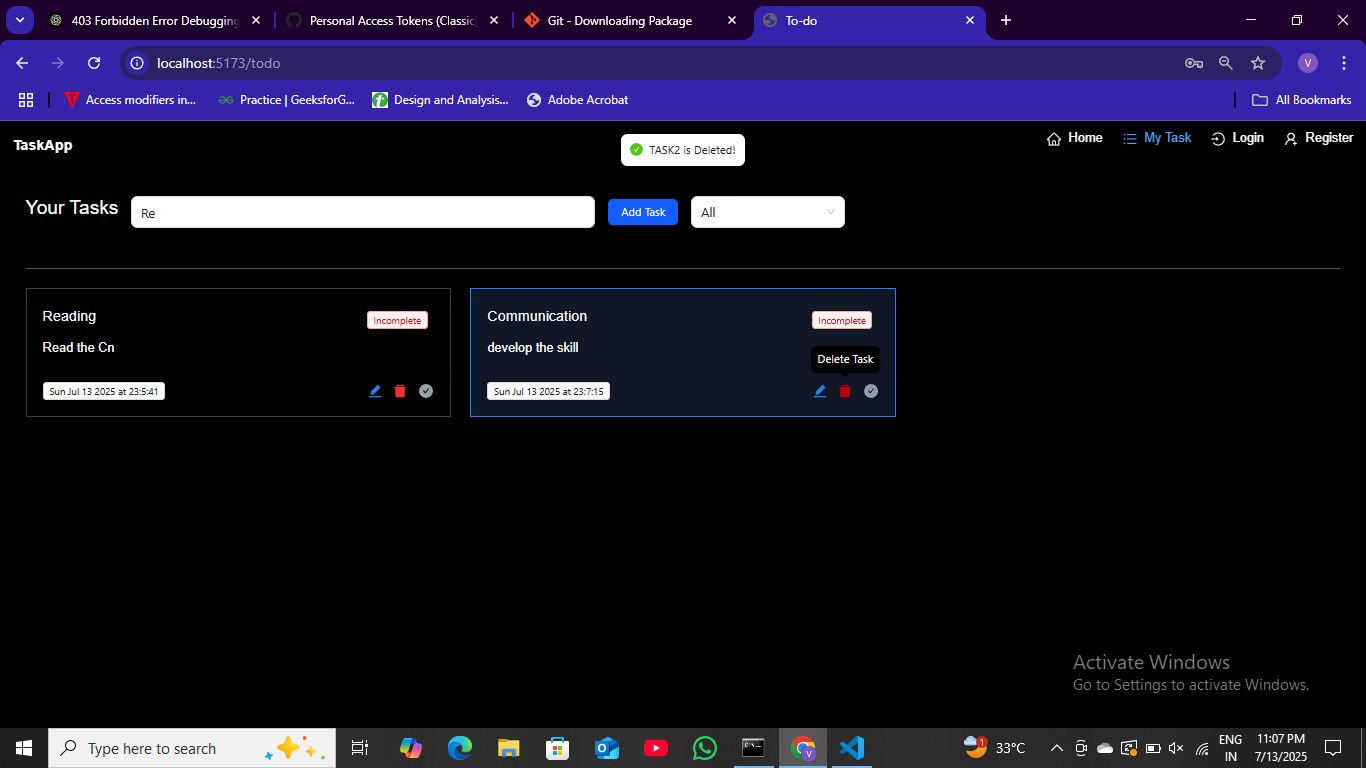 403 Forbidden Error Debugging
Personal Access Tokens (Classic)
Git - Downloading Package
To-do
localhost:5173/todo
V
Access modifiers in...
Practice | GeeksforG...
Design and Analysis...
Adobe Acrobat
All Bookmarks
TaskApp
TASK2 is Deleted!
Home
My Task
Login
Register
Your Tasks
Re
Add Task
All
Reading
Incomplete
Read the Cn
Sun Jul 13 2025 at 23:5:41
Communication
Incomplete
develop the skill
Delete Task
Sun Jul 13 2025 at 23:7:15
Activate Windows
Go to Settings to activate Windows.
Type here to search
1
33°C
ENG
IN
11:07 PM
7/13/2025